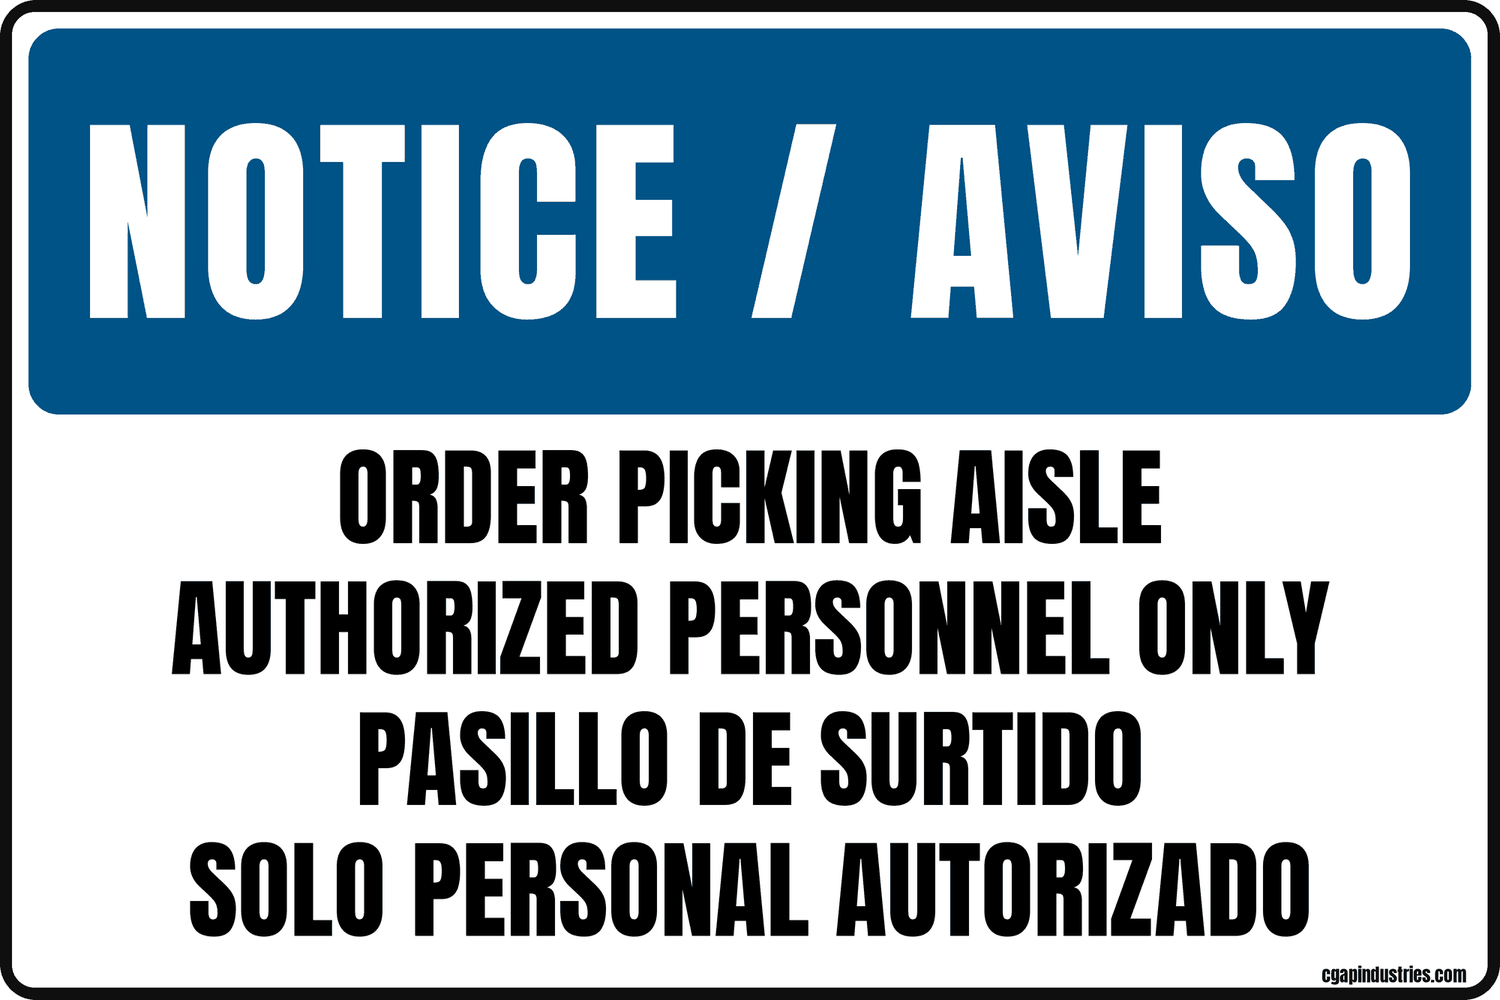 NOTICE / AVISO
ORDER PICKING AISLE
AUTHORIZED PERSONNEL ONLY
PASILLO DE SURTIDO
SOLO PERSONAL AUTORIZADO
cgapindustries.com